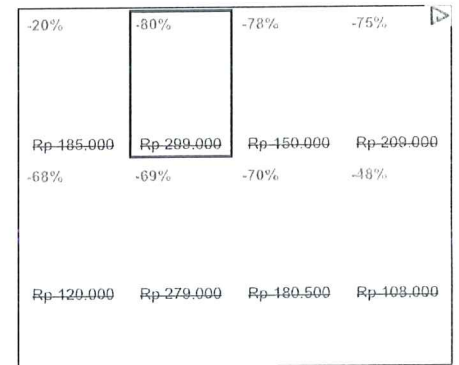 -20% -80% -78% -75%
Rp 185.000 Rp 299.000 Rp 150.000 Rp 209.000
-68% -69% -70% -48%
Rp 120.000 Rp 279.000 Rp 180.500 Rp 108.000